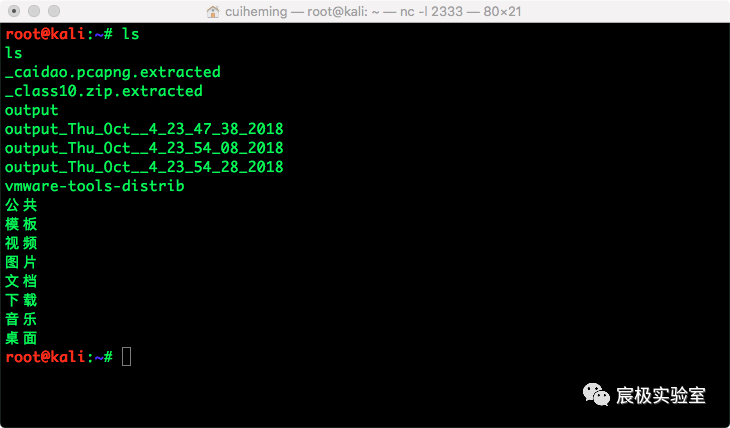 cuiheming — root@kali: ~ — nc -l 2333 — 80×21
root@kali:~# ls
ls
_caidao.pcapng.extracted
_class10.zip.extracted
output
output_Thu_Oct__4_23_47_38_2018
output_Thu_Oct__4_23_54_08_2018
output_Thu_Oct__4_23_54_28_2018
vmware-tools-distrib
公共
模板
视频
图片
文档
下载
音乐
桌面
root@kali:~#
宸极实验室